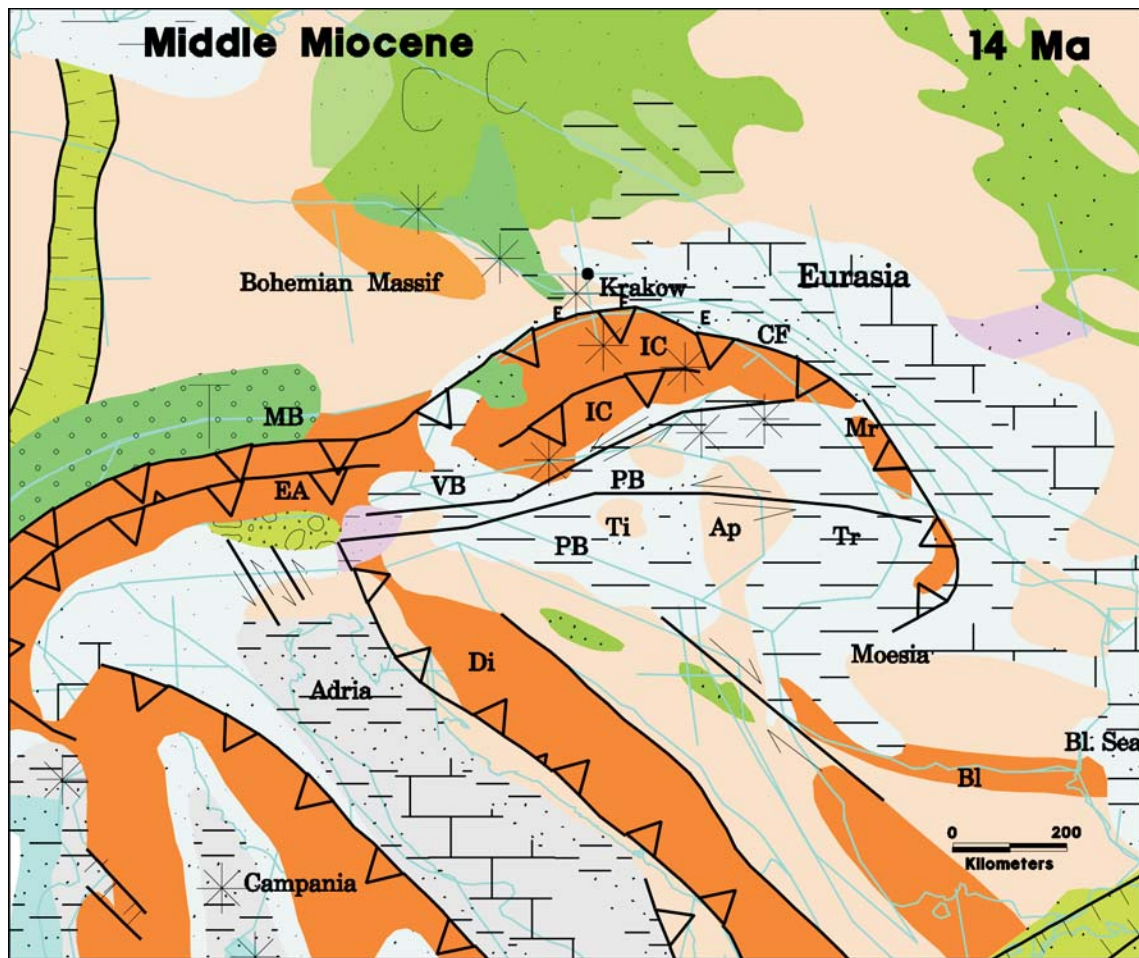 Middle Miocene
14 Ma
C C
Bohemian Massif
Krakow
Eurasia
E E E
CF
IC
IC
MB
Mr
EA
VB
PB
Ti
Ap
Tr
PB
Moesia
Di
Adria
Bl. Sea
Bl
0 200
Kilometers
Campania